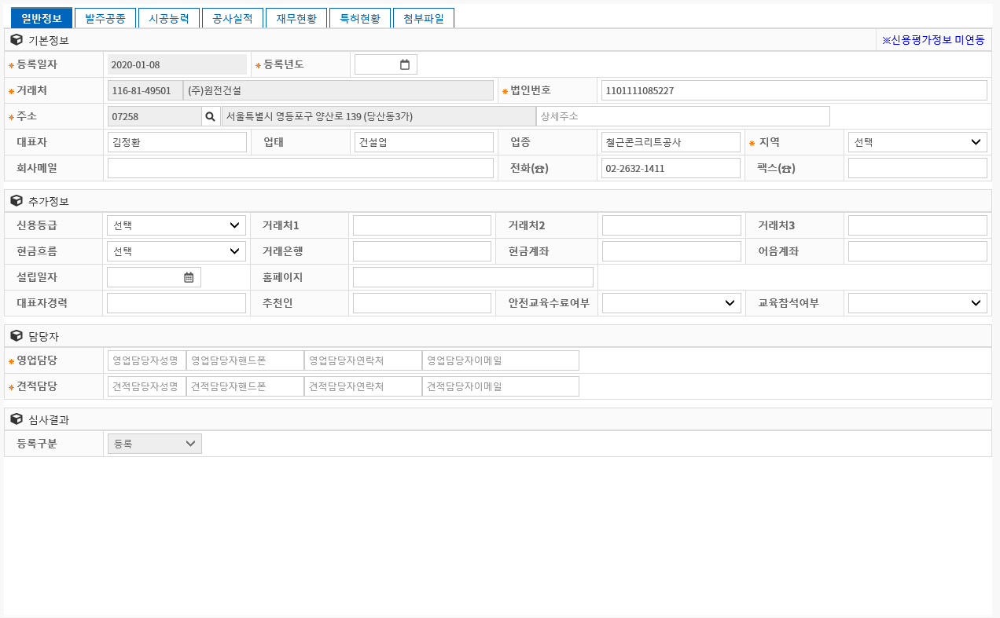 일반정보 발주공종 시공능력 공사실적 재무현황 특허현황 첨부파일
기본정보 ※신용평가정보 미연동
* 등록일자 2020-01-08 * 등록년도
* 거래처 116-81-49501 (주)원전건설 * 법인번호 1101111085227
* 주소 07258 서울특별시 영등포구 양산로 139 (당산동3가) 상세주소
대표자 김정환 업태 건설업 업종 철근콘크리트공사 * 지역 선택
회사메일 전화(☎) 02-2632-1411 팩스(☎)
추가정보
신용등급 선택 거래처1 거래처2 거래처3
현금흐름 선택 거래은행 현금계좌 어음계좌
설립일자 홈페이지
대표자경력 추천인 안전교육수료여부 교육참석여부
담당자
* 영업담당 영업담당자성명 영업담당자핸드폰 영업담당자연락처 영업담당자이메일
* 견적담당 견적담당자성명 견적담당자핸드폰 견적담당자연락처 견적담당자이메일
심사결과
등록구분 등록